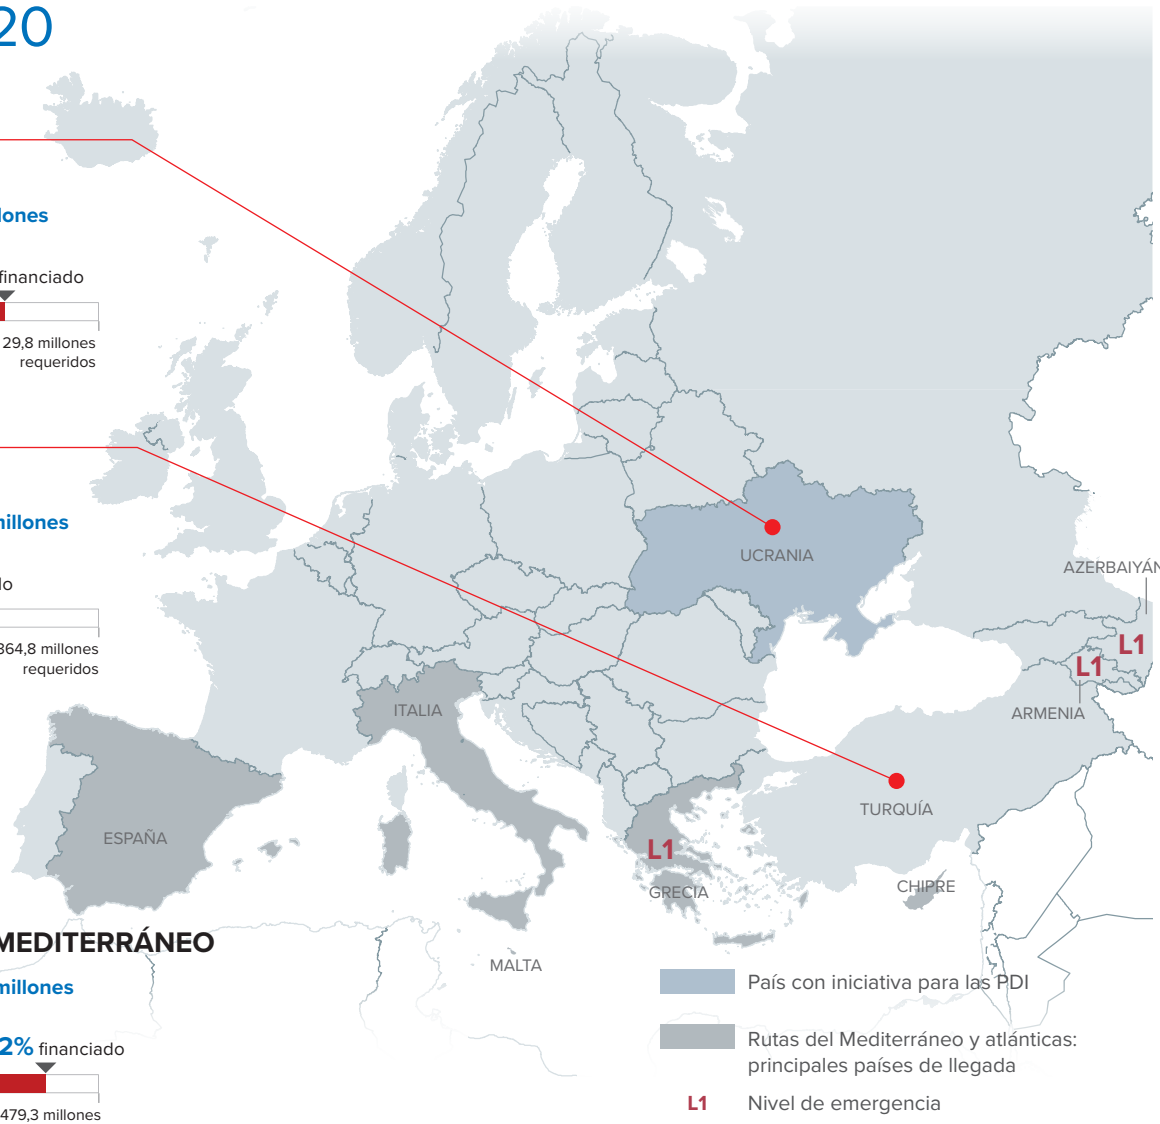 20
lones
financiado
29,8 millones
requeridos
millones
do
364,8 millones
requeridos
UCRANIA
AZERBAIYÁN
L1
L1
ARMENIA
ITALIA
TURQUÍA
ESPAÑA
L1
GRECIA
CHIPRE
MALTA
MEDITERRÁNEO
millones
2% financiado
479,3 millones
País con iniciativa para las PDI
Rutas del Mediterráneo y atlánticas:
principales países de llegada
L1 Nivel de emergencia